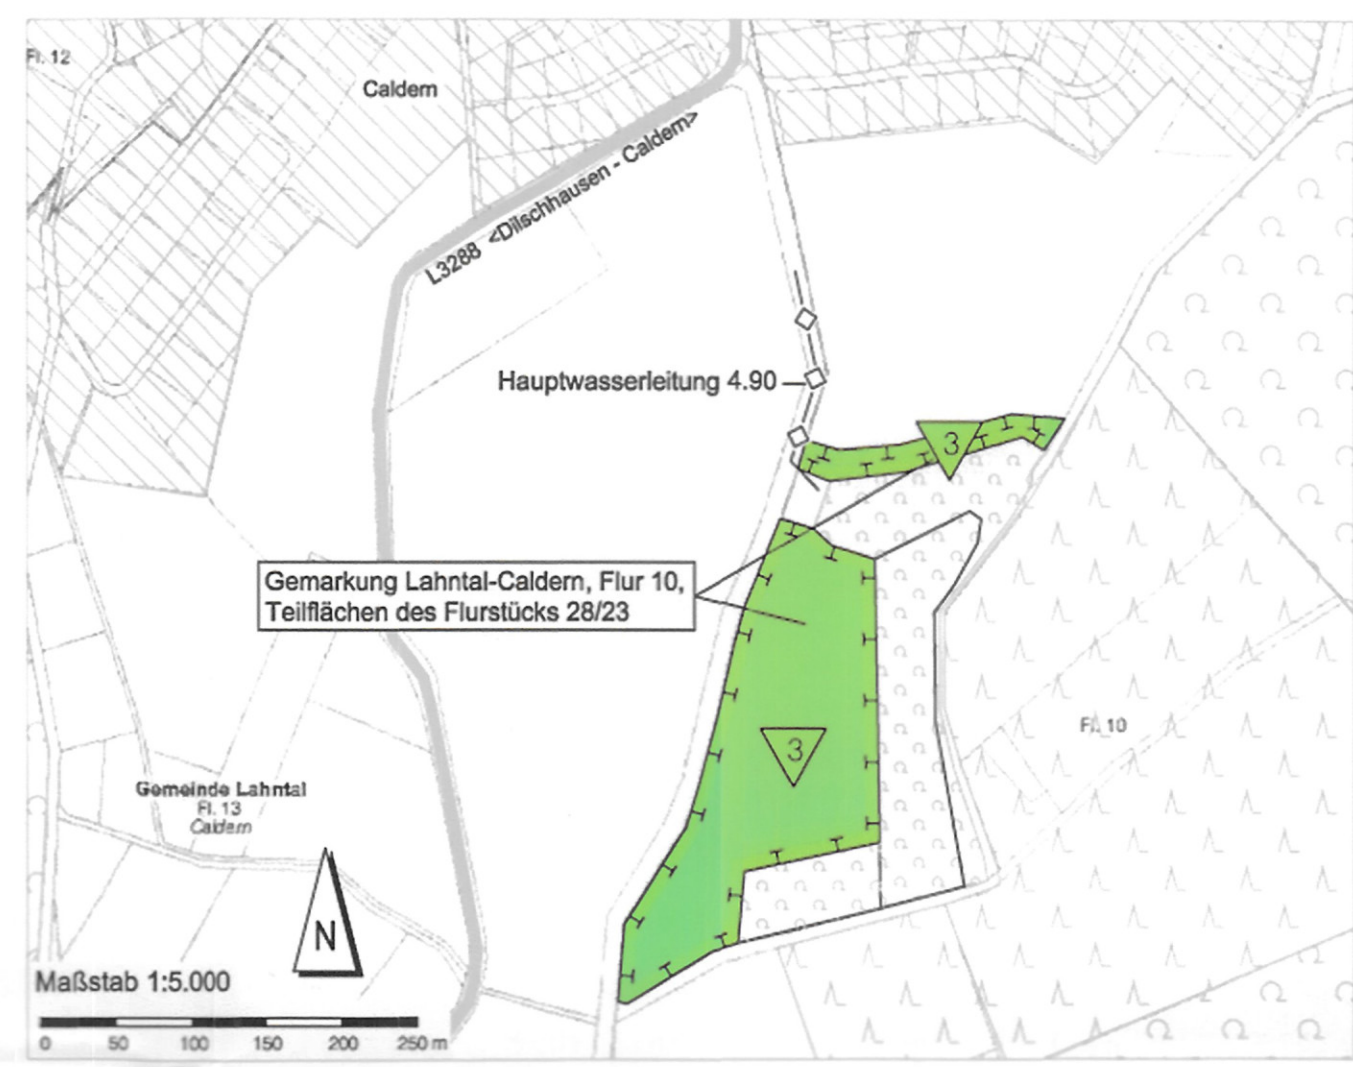 Fl. 12
Caldern
L3288 <Dilschhausen - Caldern>
Hauptwasserleitung 4.90
3
Gemarkung Lahntal-Caldern, Flur 10,
Teilflächen des Flurstücks 28/23
3
Fl. 10
Gemeinde Lahntal
Fl. 13
Caldern
N
Maßstab 1:5.000
0 50 100 150 200 250 m